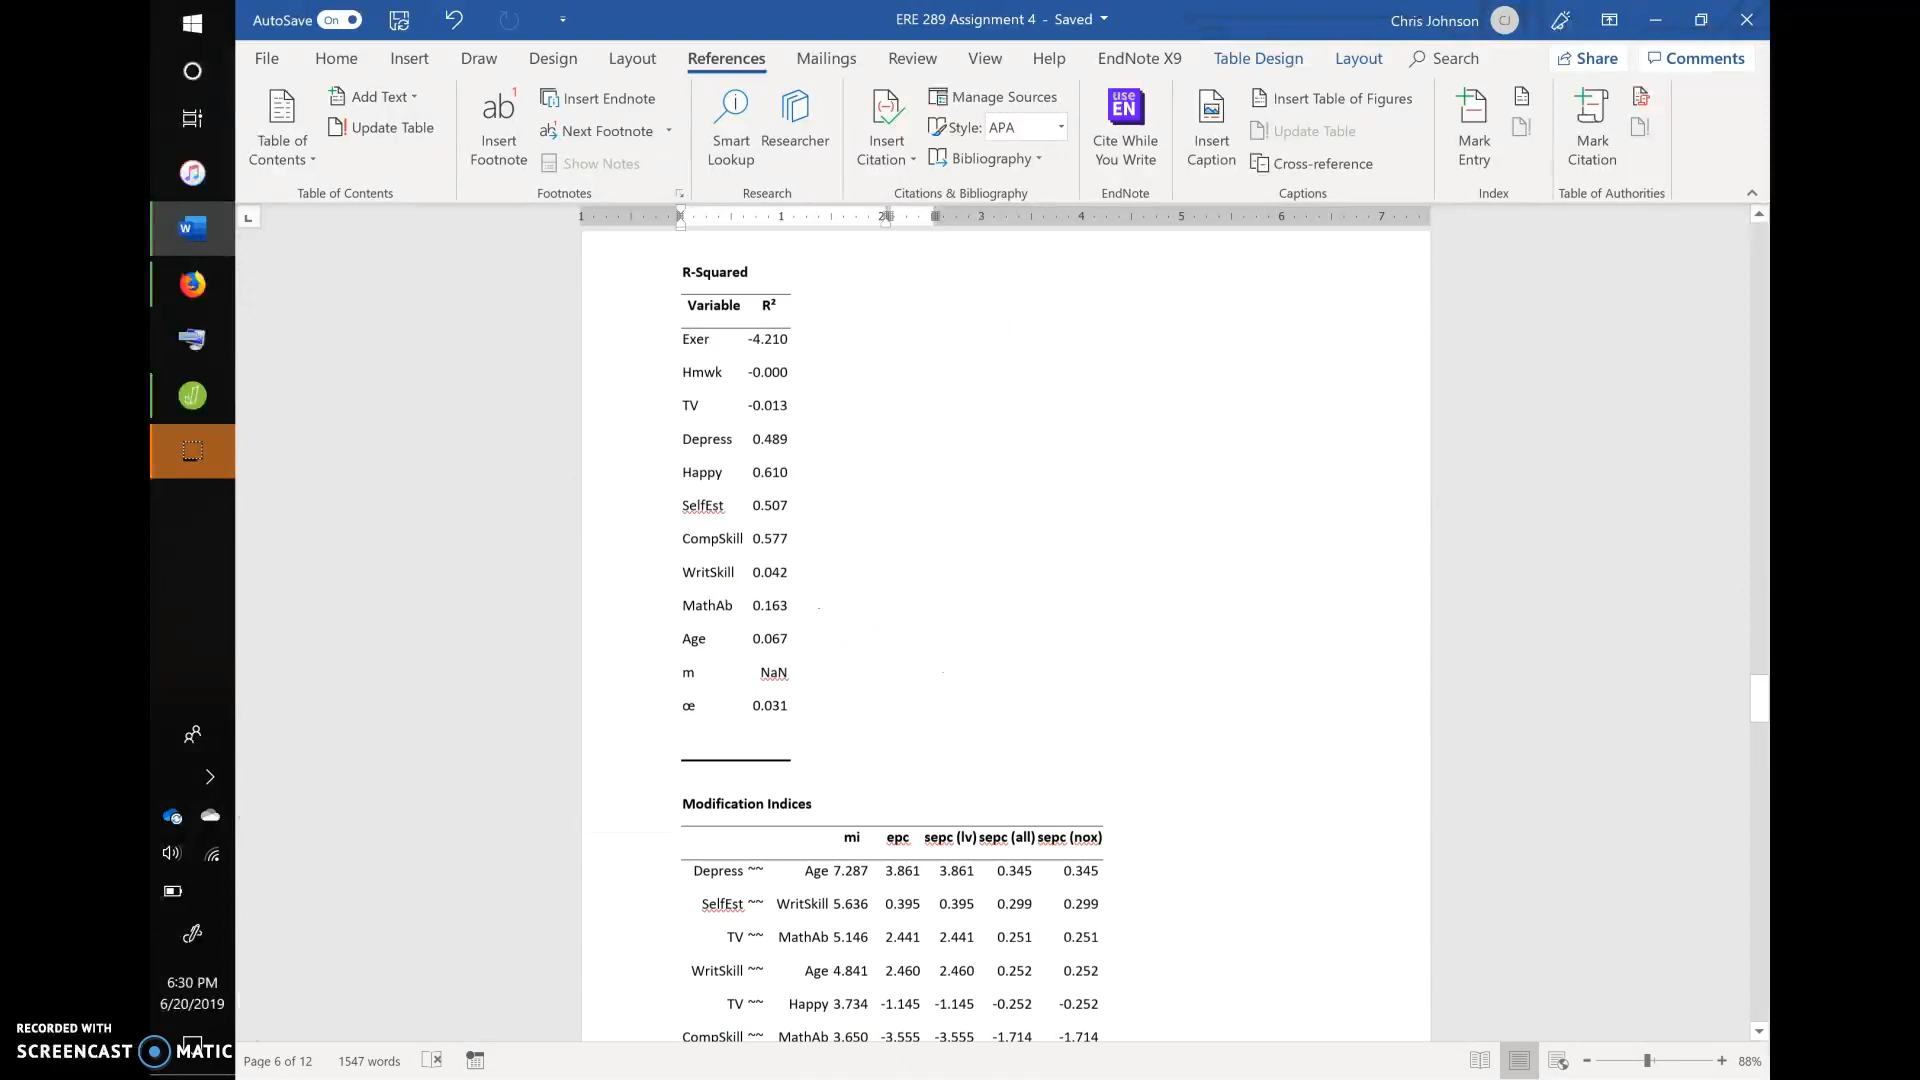 AutoSave On
ERE 289 Assignment 4 - Saved
Chris Johnson CJ
File Home Insert Draw Design Layout References Mailings Review View Help EndNote X9 Table Design Layout Search Share Comments
Table of Contents
Add Text
Update Table
Table of Contents
ab¹ Insert Footnote
Insert Endnote
Next Footnote
Show Notes
Footnotes
Smart Lookup
Researcher
Research
Insert Citation
Manage Sources
Style: APA
Bibliography
Citations & Bibliography
use EN
Cite While You Write
EndNote
Insert Caption
Insert Table of Figures
Update Table
Cross-reference
Captions
Mark Entry
Index
Mark Citation
Table of Authorities
1 1 2 3 4 5 6 7
R-Squared
Variable R²
Exer -4.210
Hmwk -0.000
TV -0.013
Depress 0.489
Happy 0.610
SelfEst 0.507
CompSkill 0.577
WritSkill 0.042
MathAb 0.163
Age 0.067
m NaN
œ 0.031
Modification Indices
mi epc sepc (lv) sepc (all) sepc (nox)
Depress ~~ Age 7.287 3.861 3.861 0.345 0.345
SelfEst ~~ WritSkill 5.636 0.395 0.395 0.299 0.299
TV ~~ MathAb 5.146 2.441 2.441 0.251 0.251
WritSkill ~~ Age 4.841 2.460 2.460 0.252 0.252
TV ~~ Happy 3.734 -1.145 -1.145 -0.252 -0.252
CompSkill ~~ MathAb 3.650 -3.555 -3.555 -1.714 -1.714
6:30 PM
6/20/2019
RECORDED WITH
SCREENCAST MATIC
Page 6 of 12 1547 words 88%